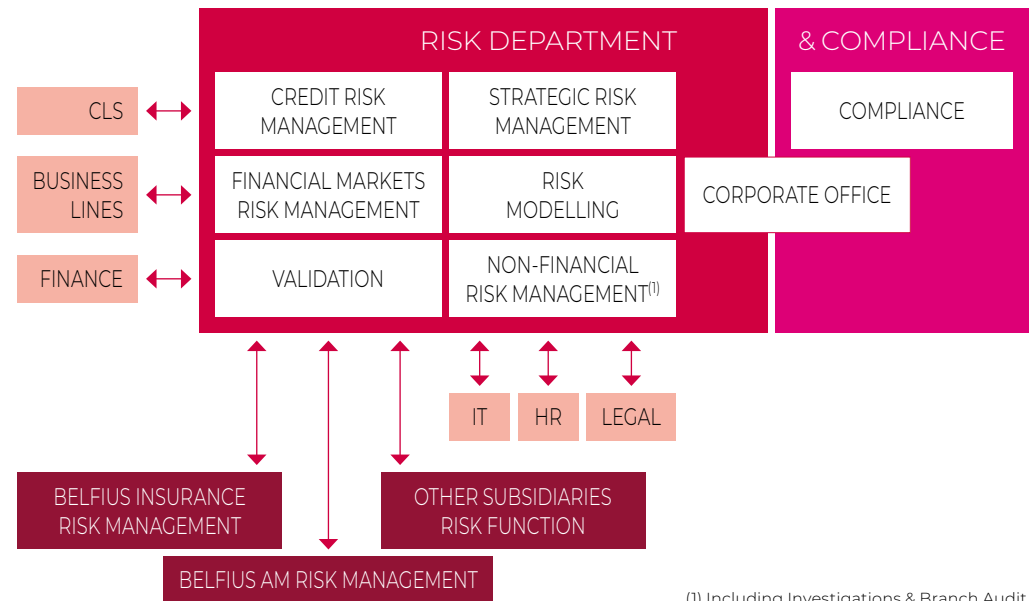 RISK DEPARTMENT
& COMPLIANCE
CLS
CREDIT RISK
MANAGEMENT
STRATEGIC RISK
MANAGEMENT
COMPLIANCE
BUSINESS
LINES
FINANCIAL MARKETS
RISK MANAGEMENT
RISK
MODELLING
CORPORATE OFFICE
FINANCE
VALIDATION
NON-FINANCIAL
RISK MANAGEMENT(1)
IT
HR
LEGAL
BELFIUS INSURANCE
RISK MANAGEMENT
OTHER SUBSIDIARIES
RISK FUNCTION
BELFIUS AM RISK MANAGEMENT
(1) Including Investigations & Branch Audit